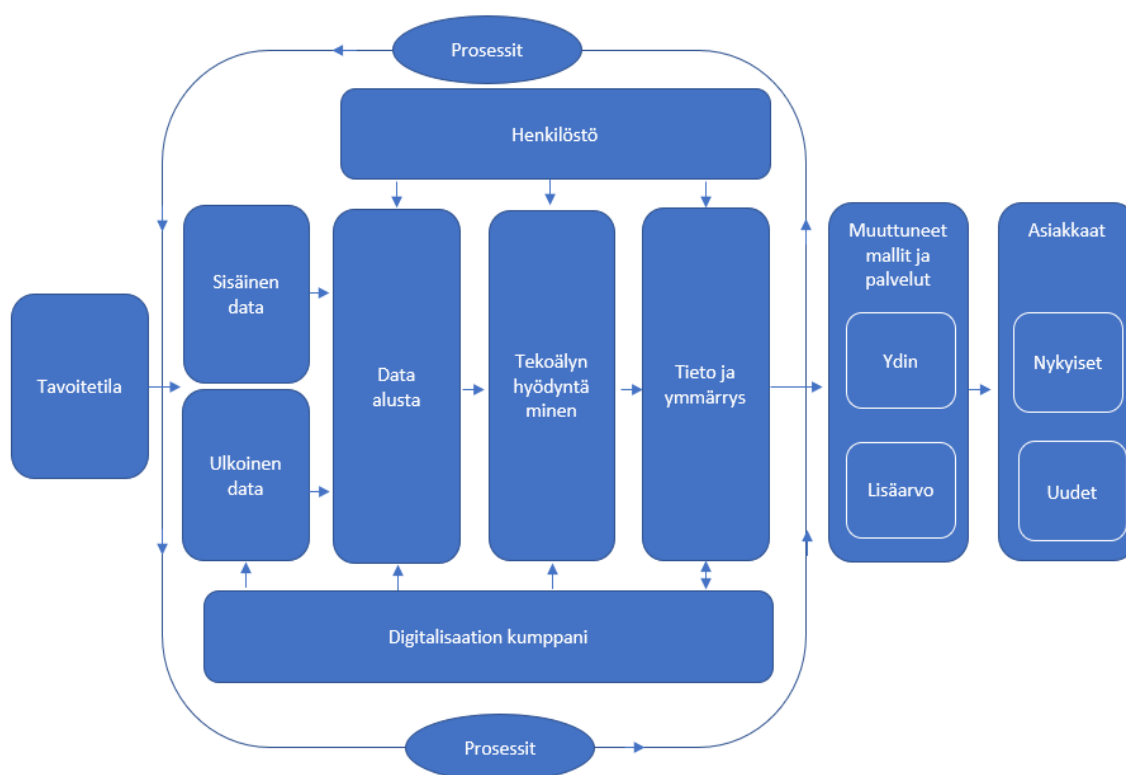 Prosessit
Henkilöstö
Tavoitetila
Sisäinen
data
Ulkoinen
data
Data
alusta
Tekoälyn
hyödyntä
minen
Tieto ja
ymmärrys
Muuttuneet
mallit ja
palvelut
Ydin
Lisäarvo
Asiakkaat
Nykyiset
Uudet
Digitalisaation kumppani
Prosessit